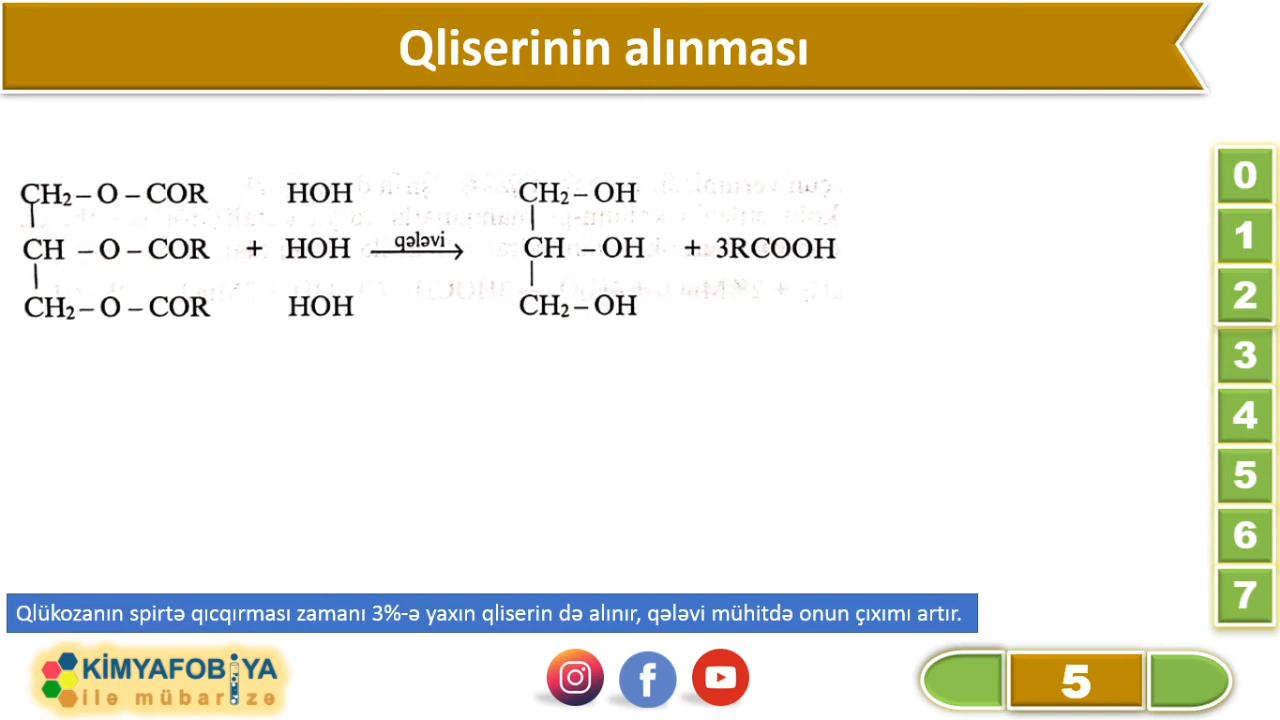 Qliserinin alınması
CH₂ – O – COR HOH CH₂ – OH
CH – O – COR + HOH qələvi CH – OH + 3RCOOH
CH₂ – O – COR HOH CH₂ – OH
0
1
2
3
4
5
6
7
Qlükozanın spirtə qıcqırması zamanı 3%-ə yaxın qliserin də alınır, qələvi mühitdə onun çıxımı artır.
KİMYAFOBİYA
ilə mübarizə
5